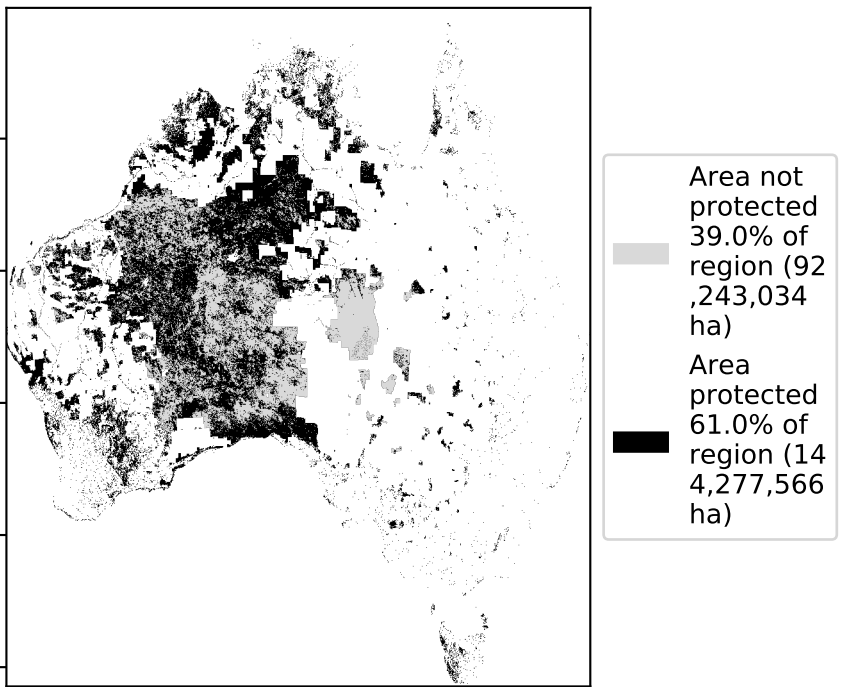 Area not
protected
39.0% of
region (92
,243,034
ha)
Area
protected
61.0% of
region (14
4,277,566
ha)